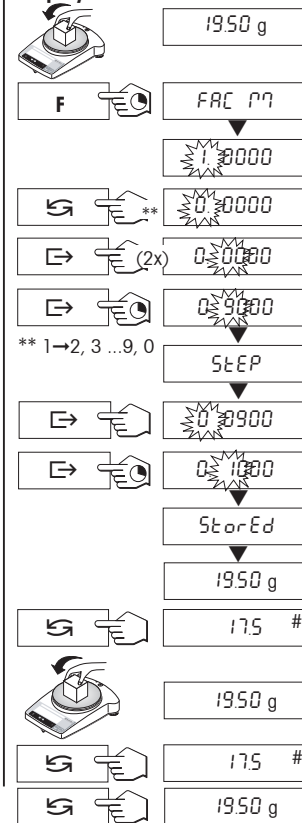 19.50 g
F
FAC M
1.0000
**
0.0000
(2x)
0.0000
0.9000
** 1→2, 3 ...9, 0
StEP
0.0900
0.1000
StorEd
19.50 g
17.5 #
19.50 g
17.5 #
19.50 g